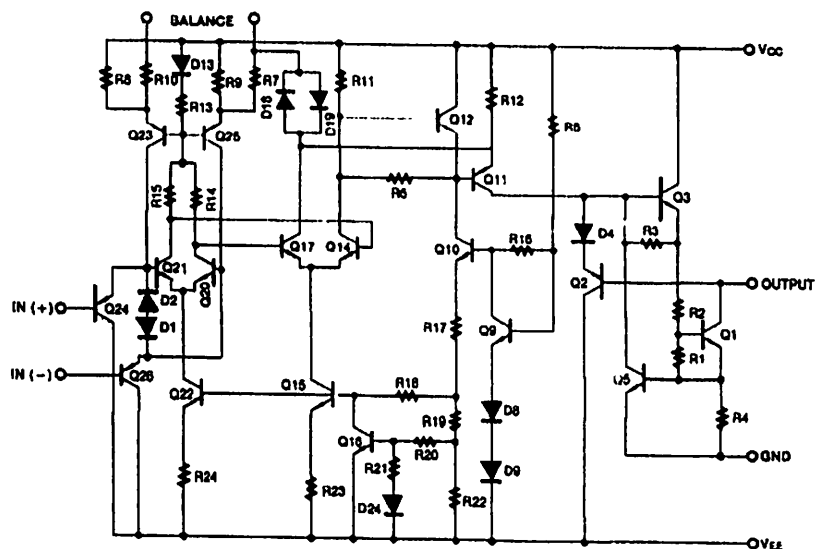 BALANCE
VCC
R8
R10
D13
R9
R7
D18
D19
R11
R12
R13
Q12
Q23
Q25
R6
R15
R14
R5
Q11
Q3
Q17
Q14
Q10
R16
D4
R3
Q21
Q20
Q2
OUTPUT
IN (+)
Q24
D2
D1
R17
Q9
R2
Q1
R1
IN (-)
Q26
Q22
Q15
R18
Q5
D8
R19
R4
Q16
R20
R21
GND
R24
R23
D24
R22
D9
VEE